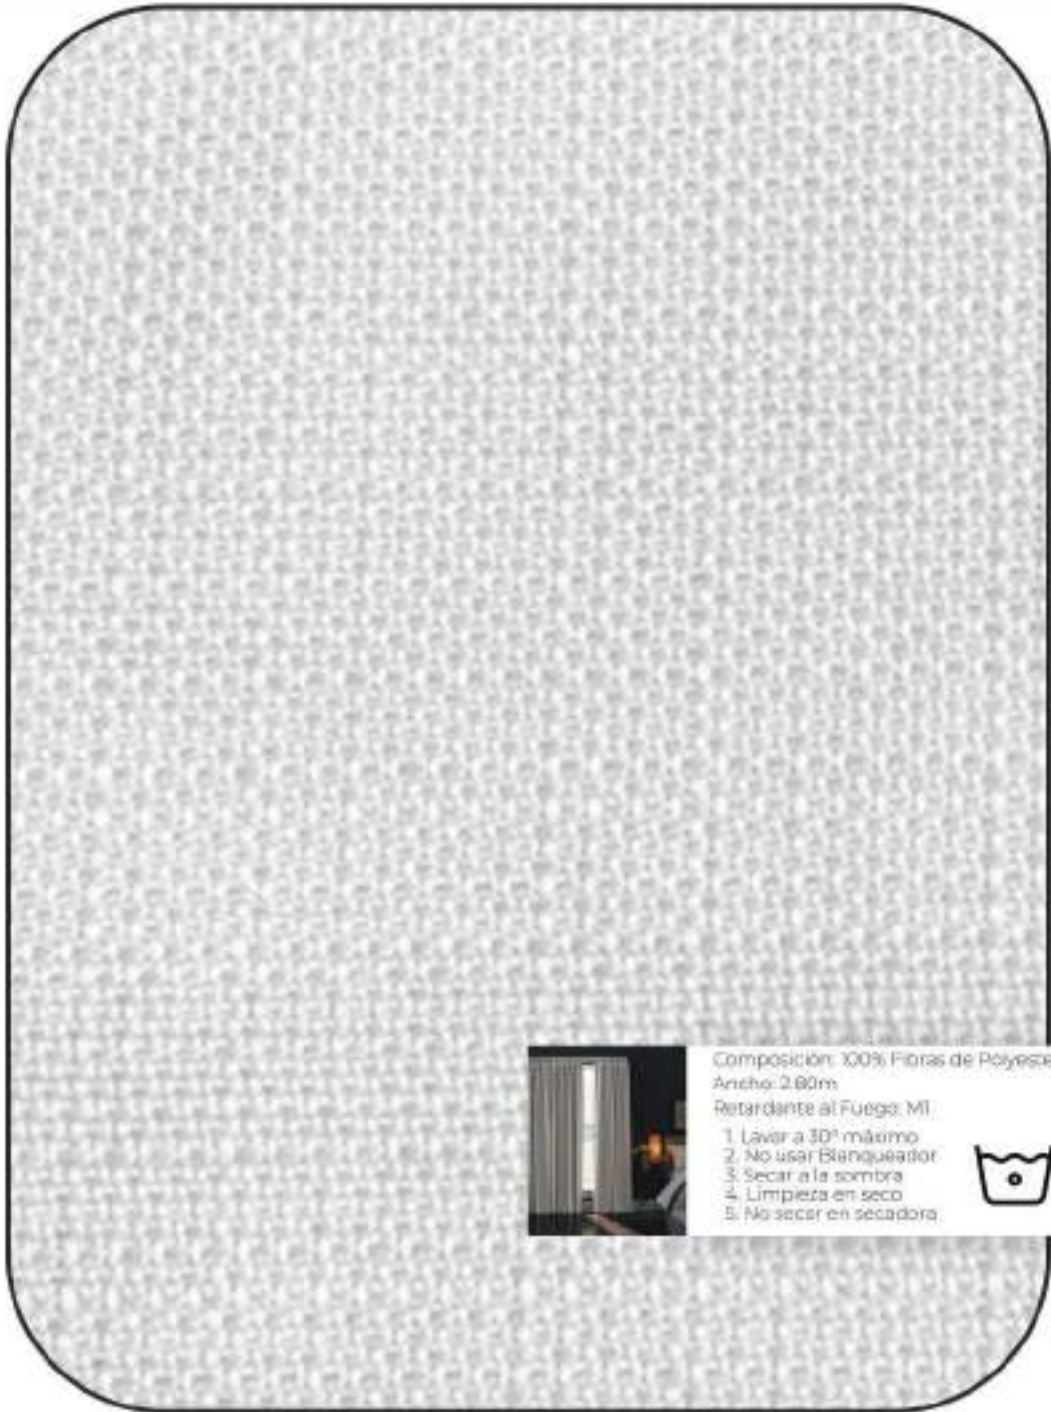 Composición: 100% Fibras de Polyeste
Ancho: 2.80m
Retardante al Fuego: M1
1. Lavar a 30° máximo
2. No usar Blanqueador
3. Secar a la sombra
4. Limpieza en seco
5. No secar en secadora